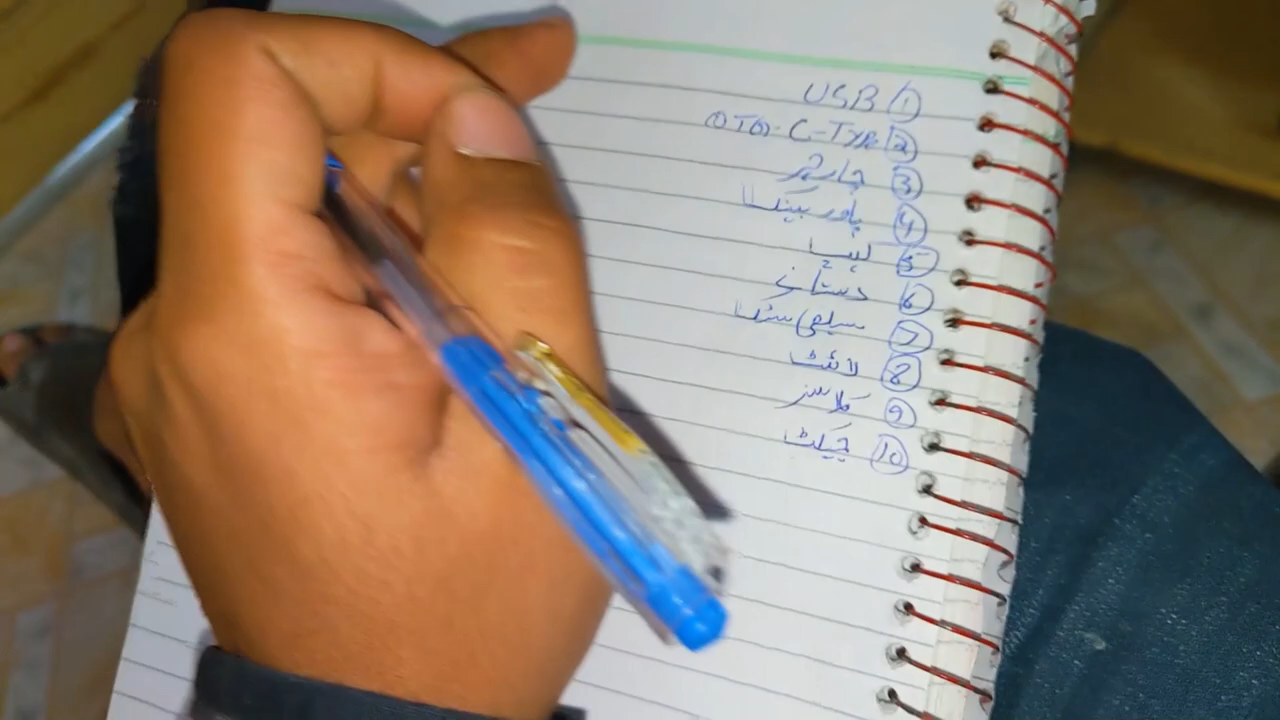 ① USB
② OTG - C-Type
③ چارجر
④ پاور بینک
⑤
⑥ دستانے
⑦ سیلفی سٹک
⑧ لائٹ
⑨ گلاسز
⑩ جیکٹ